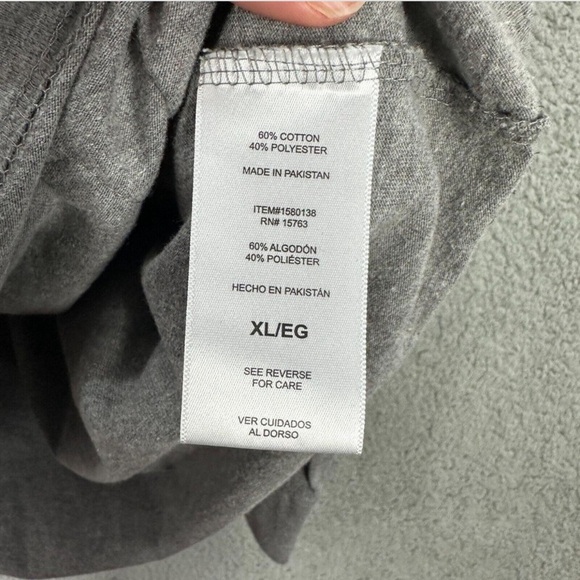 60% COTTON
40% POLYESTER
MADE IN PAKISTAN
ITEM#1580138
RN# 15763
60% ALGODÓN
40% POLIÉSTER
HECHO EN PAKISTÁN
XL/EG
SEE REVERSE
FOR CARE
VER CUIDADOS
AL DORSO